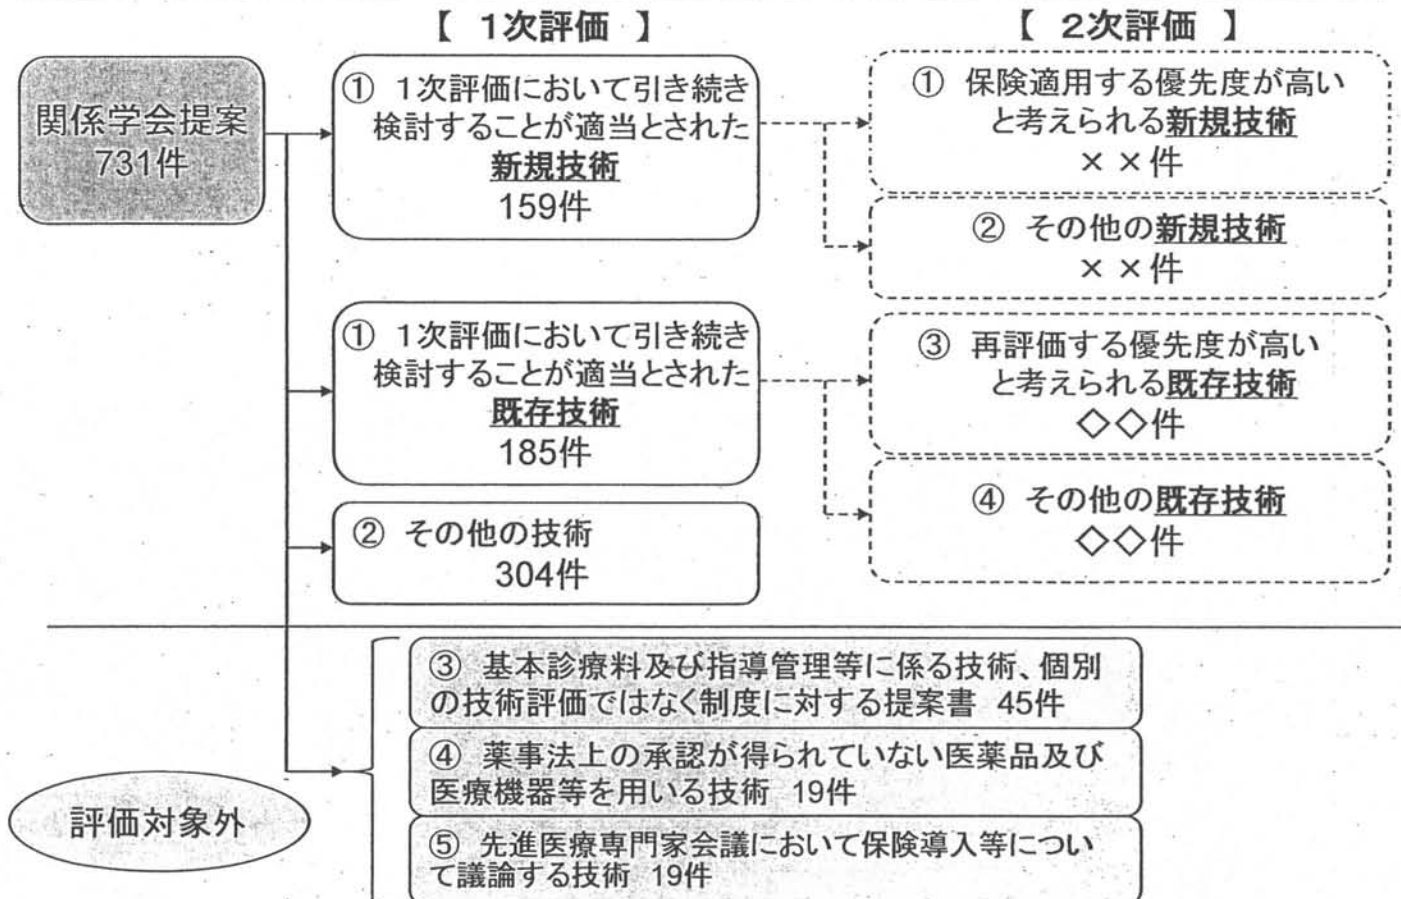 【 1次評価 】
【 2次評価 】
関係学会提案
731件
① 1次評価において引き続き
検討することが適当とされた
新規技術
159件
① 保険適用する優先度が高い
と考えられる新規技術
××件
② その他の新規技術
××件
① 1次評価において引き続き
検討することが適当とされた
既存技術
185件
③ 再評価する優先度が高い
と考えられる既存技術
◇◇件
④ その他の既存技術
◇◇件
② その他の技術
304件
評価対象外
③ 基本診療料及び指導管理等に係る技術、個別
の技術評価ではなく制度に対する提案書 45件
④ 薬事法上の承認が得られていない医薬品及び
医療機器等を用いる技術 19件
⑤ 先進医療専門家会議において保険導入等につい
て議論する技術 19件